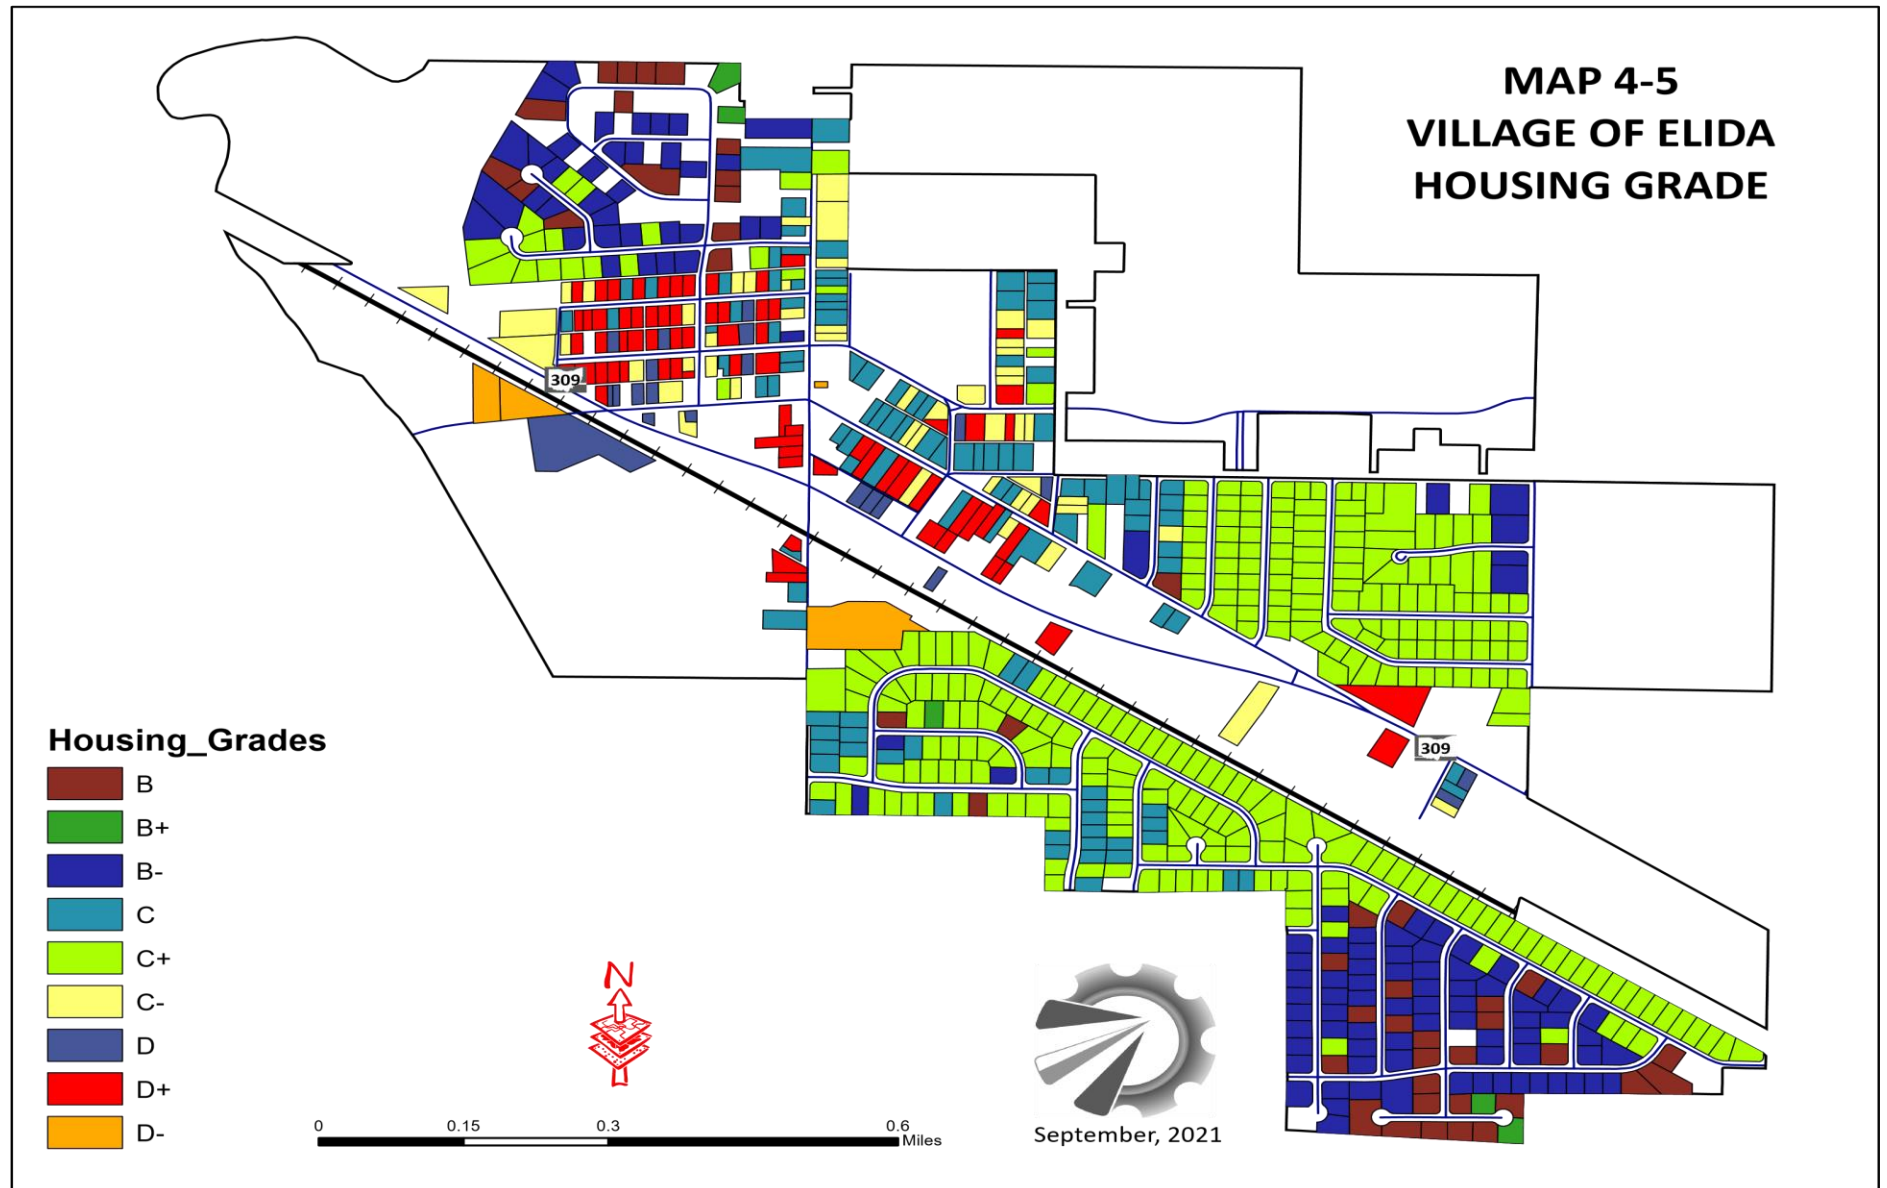 MAP 4-5
VILLAGE OF ELIDA
HOUSING GRADE
309
309
Housing_Grades
B
B+
B-
C
C+
C-
D
D+
D-
N
0 0.15 0.3 0.6
Miles
September, 2021